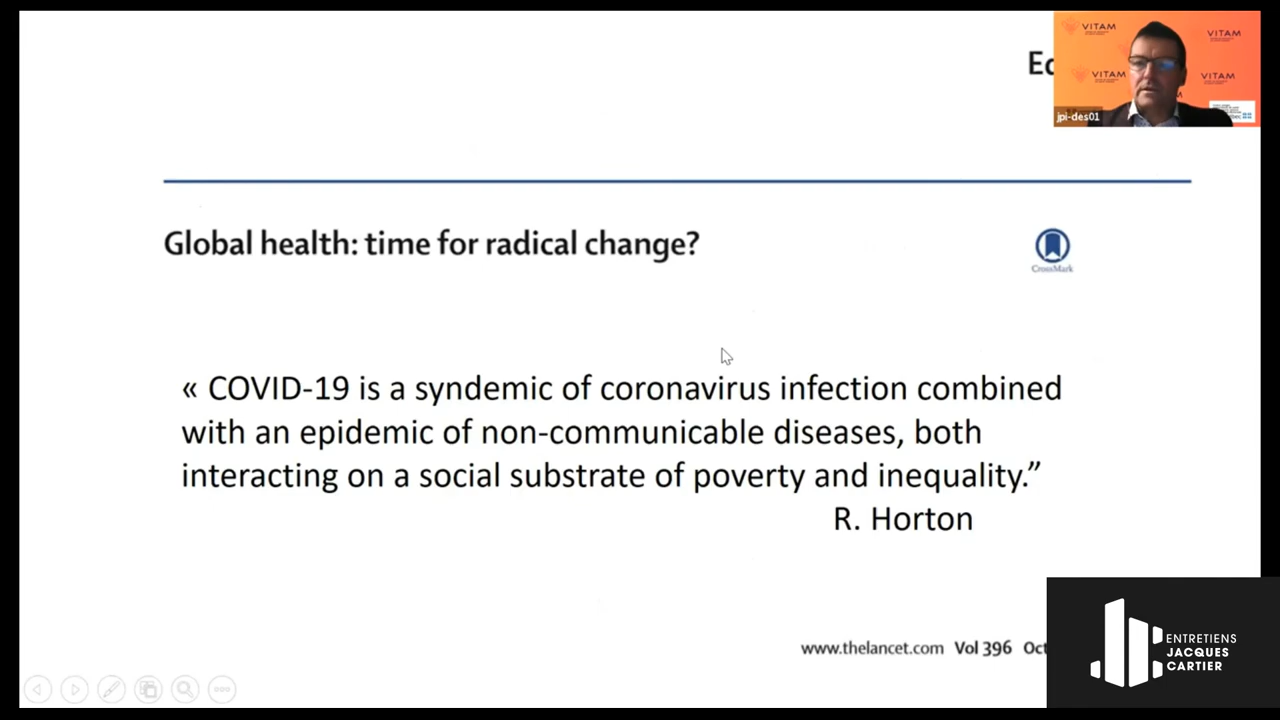 VITAM
VITAM
VITAM
VITAM
jpi-des01
Global health: time for radical change?
CrossMark
« COVID-19 is a syndemic of coronavirus infection combined
with an epidemic of non-communicable diseases, both
interacting on a social substrate of poverty and inequality.”
R. Horton
www.thelancet.com Vol 396
ENTRETIENS
JACQUES
CARTIER